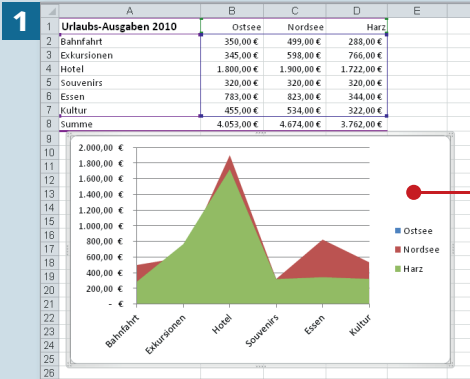 1
A B C D E
1 Urlaubs-Ausgaben 2010 Ostsee Nordsee Harz
2 Bahnfahrt 350,00 € 499,00 € 288,00 €
3 Exkursionen 345,00 € 598,00 € 766,00 €
4 Hotel 1.800,00 € 1.900,00 € 1.722,00 €
5 Souvenirs 320,00 € 320,00 € 320,00 €
6 Essen 783,00 € 823,00 € 344,00 €
7 Kultur 455,00 € 534,00 € 322,00 €
8 Summe 4.053,00 € 4.674,00 € 3.762,00 €
9
10
11
12
13
14
15
16
17
18
19
20
21
22
23
24
25
26
2.000,00 €
1.800,00 €
1.600,00 €
1.400,00 €
1.200,00 €
1.000,00 €
800,00 €
600,00 €
400,00 €
200,00 €
- €
Bahnfahrt Exkursionen Hotel Souvenirs Essen Kultur
Ostsee
Nordsee
Harz